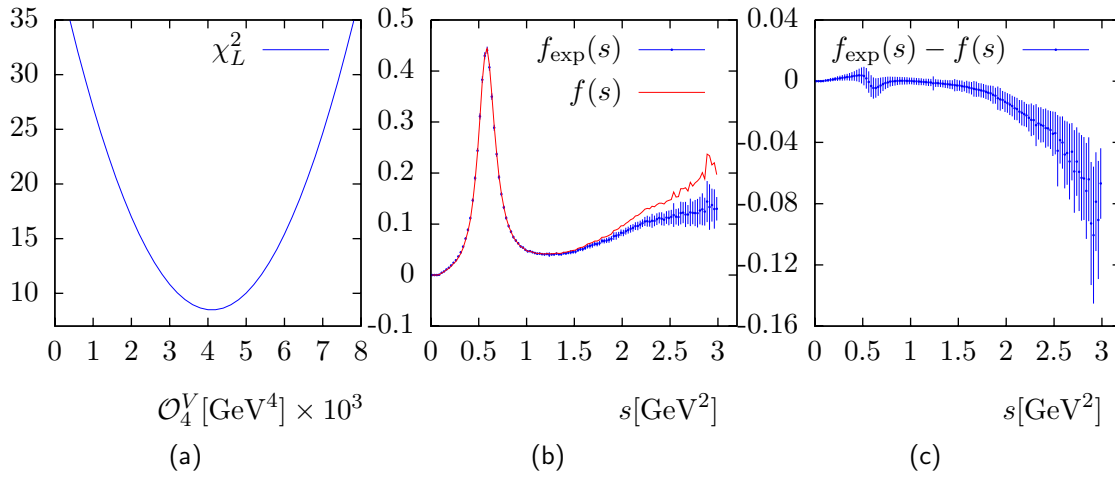 35
30
25
20
15
10
0 1 2 3 4 5 6 7 8
χ²_L
𝒪₄^V[GeV⁴] × 10³
(a)
0.5
0.4
0.3
0.2
0.1
0
-0.1
0 0.5 1 1.5 2 2.5 3
f_exp(s)
f(s)
s[GeV²]
(b)
0.04
0
-0.04
-0.08
-0.12
-0.16
0 0.5 1 1.5 2 2.5 3
f_exp(s) − f(s)
s[GeV²]
(c)